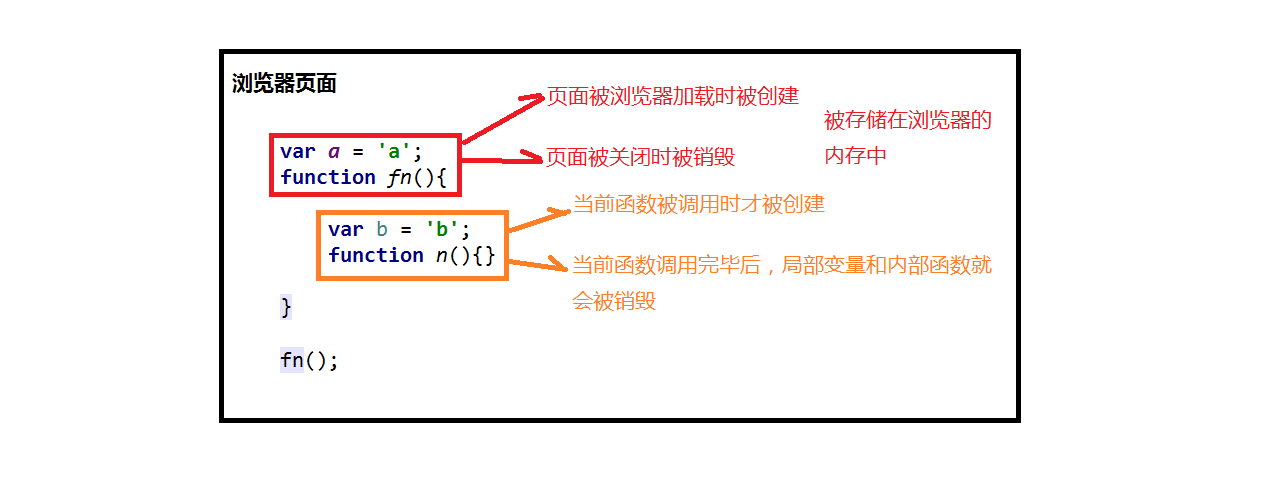 浏览器页面
页面被浏览器加载时被创建
被存储在浏览器的
内存中
var a = 'a';
页面被关闭时被销毁
function fn(){
当前函数被调用时才被创建
var b = 'b';
function n(){}
当前函数调用完毕后，局部变量和内部函数就
会被销毁
}
fn();